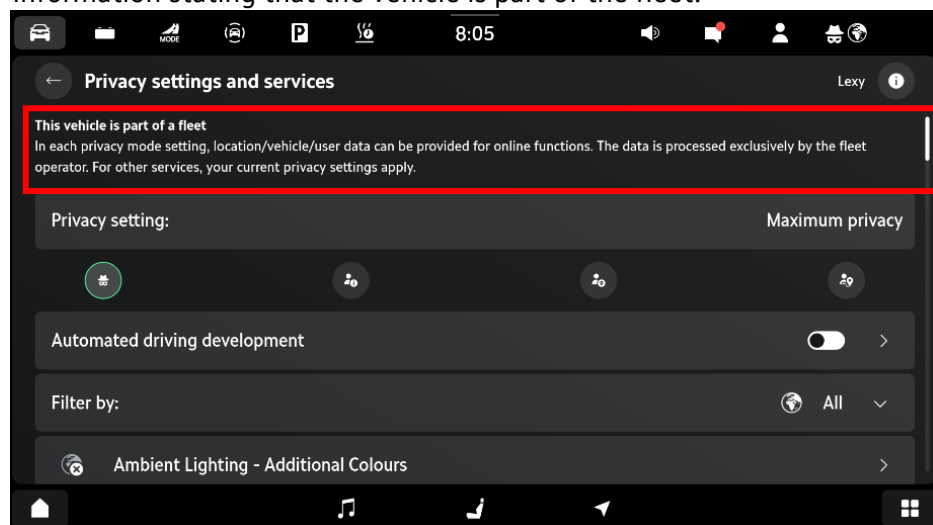 information stating that the vehicle is part of the fleet.
MODE
P
8:05
Privacy settings and services
Lexy
This vehicle is part of a fleet
In each privacy mode setting, location/vehicle/user data can be provided for online functions. The data is processed exclusively by the fleet
operator. For other services, your current privacy settings apply.
Privacy setting:
Maximum privacy
Automated driving development
Filter by:
All
Ambient Lighting - Additional Colours